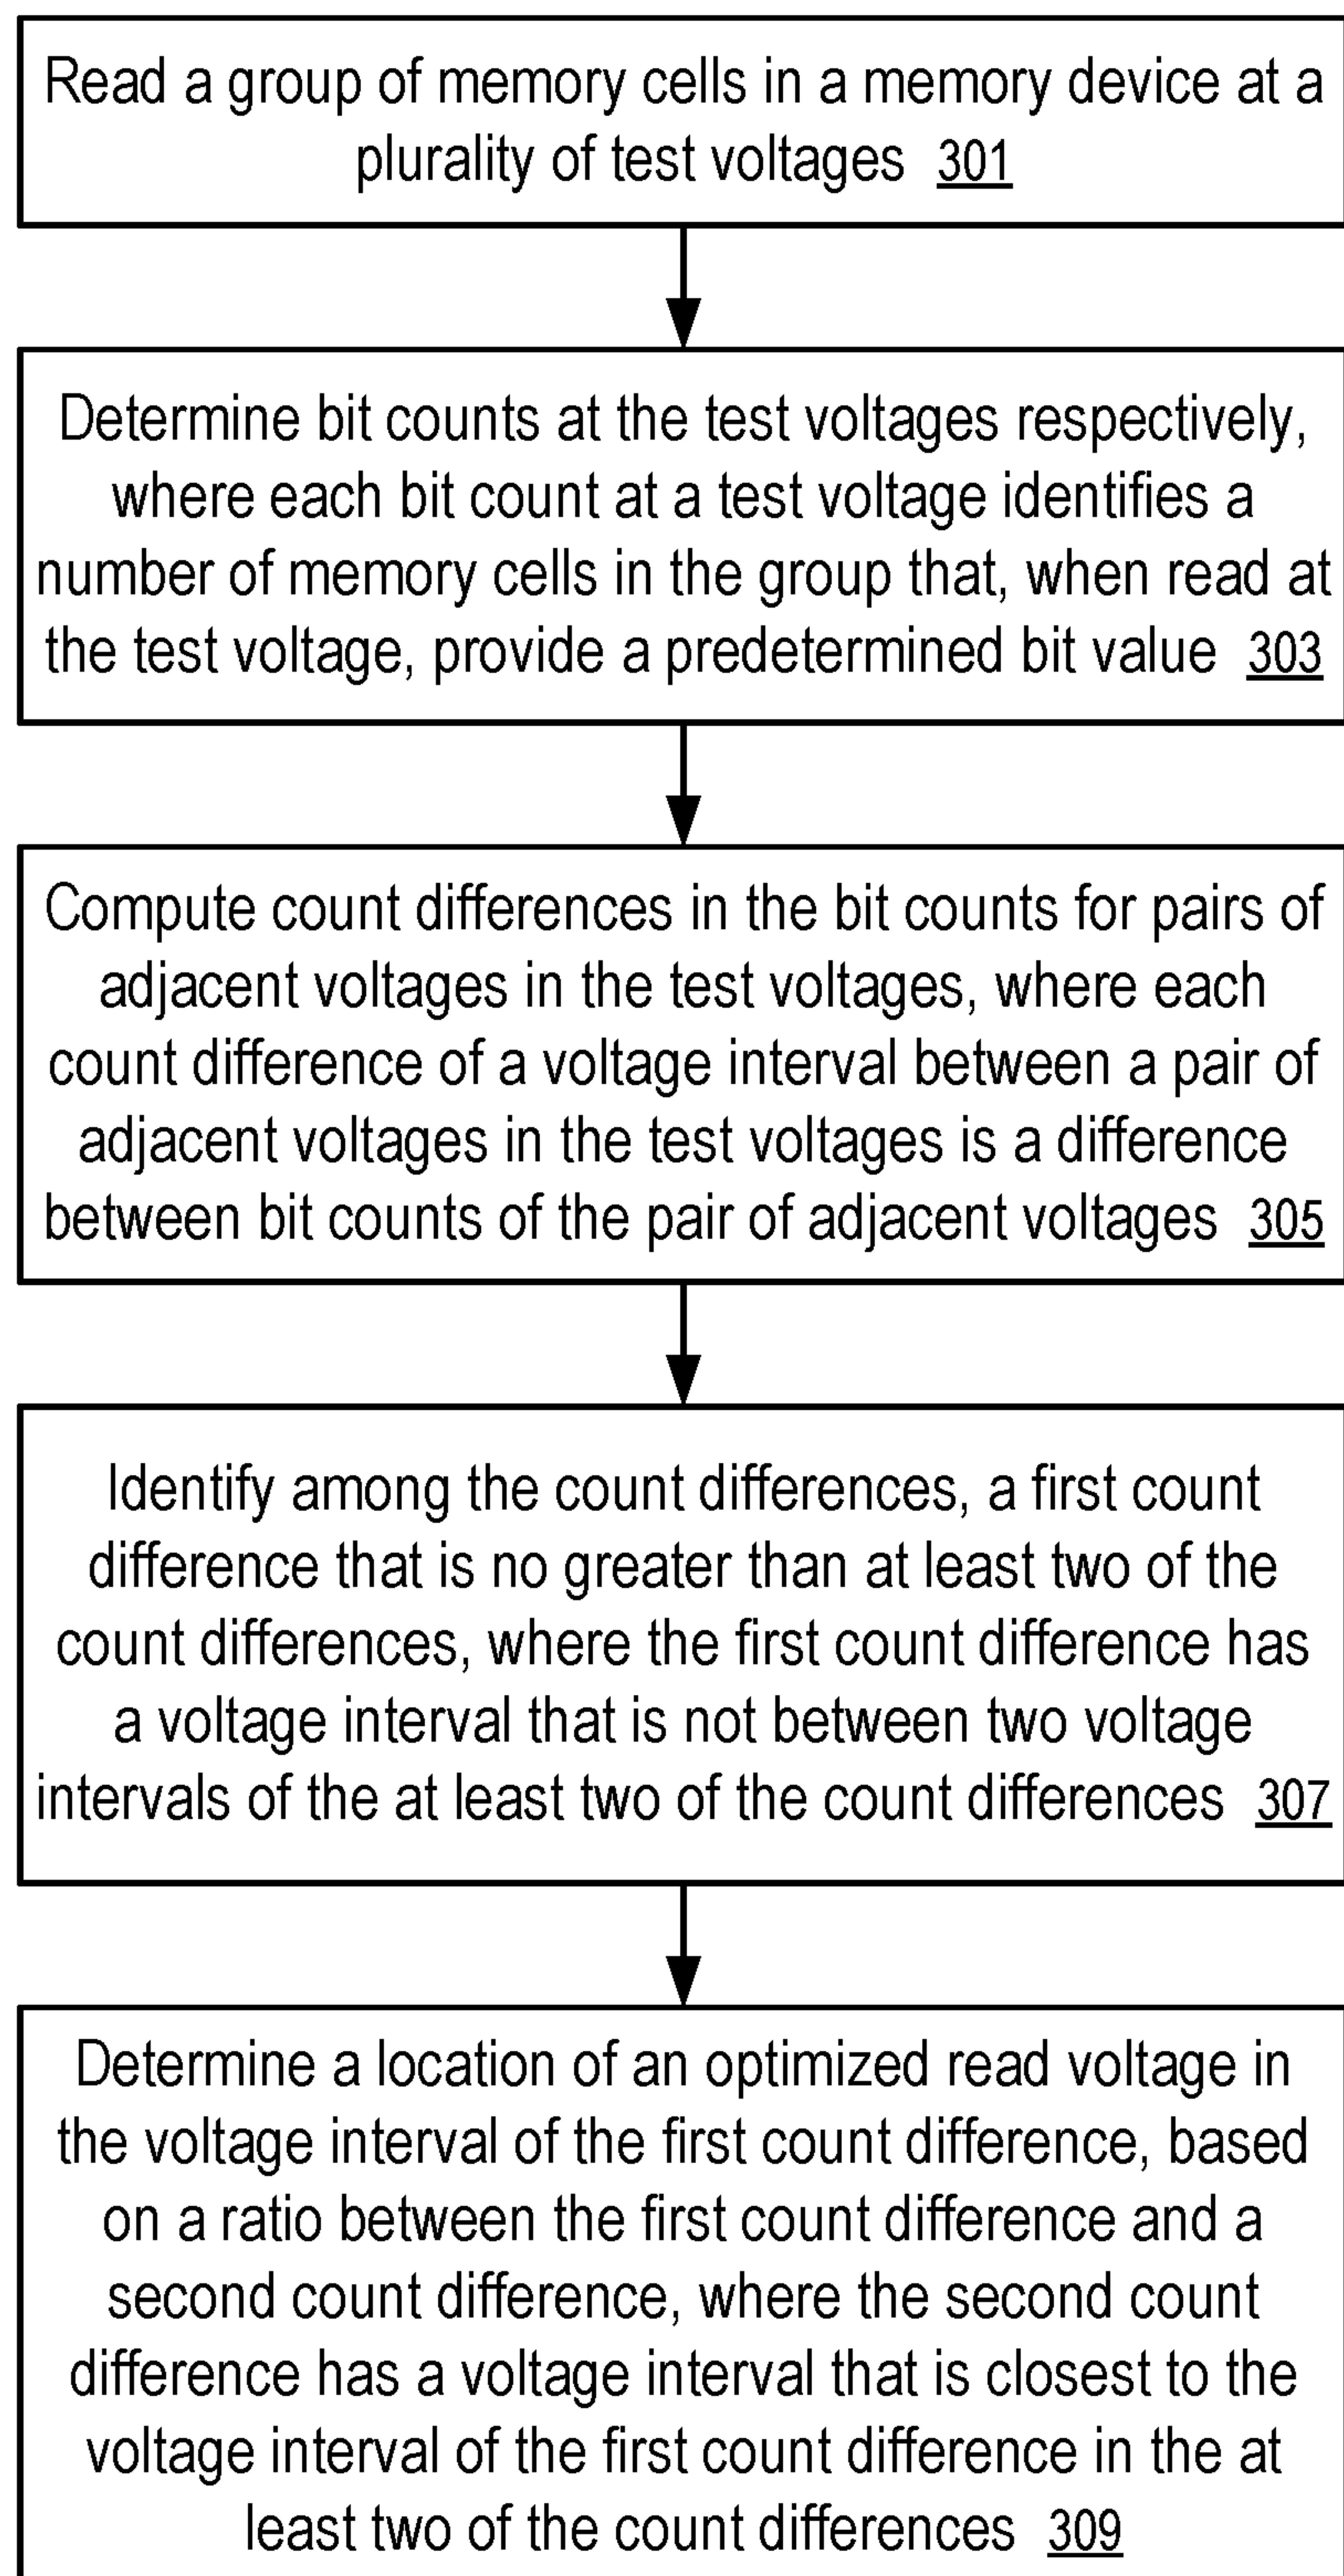 Read a group of memory cells in a memory device at a
plurality of test voltages 301
Determine bit counts at the test voltages respectively,
where each bit count at a test voltage identifies a
number of memory cells in the group that, when read at
the test voltage, provide a predetermined bit value 303
Compute count differences in the bit counts for pairs of
adjacent voltages in the test voltages, where each
count difference of a voltage interval between a pair of
adjacent voltages in the test voltages is a difference
between bit counts of the pair of adjacent voltages 305
Identify among the count differences, a first count
difference that is no greater than at least two of the
count differences, where the first count difference has
a voltage interval that is not between two voltage
intervals of the at least two of the count differences 307
Determine a location of an optimized read voltage in
the voltage interval of the first count difference, based
on a ratio between the first count difference and a
second count difference, where the second count
difference has a voltage interval that is closest to the
voltage interval of the first count difference in the at
least two of the count differences 309